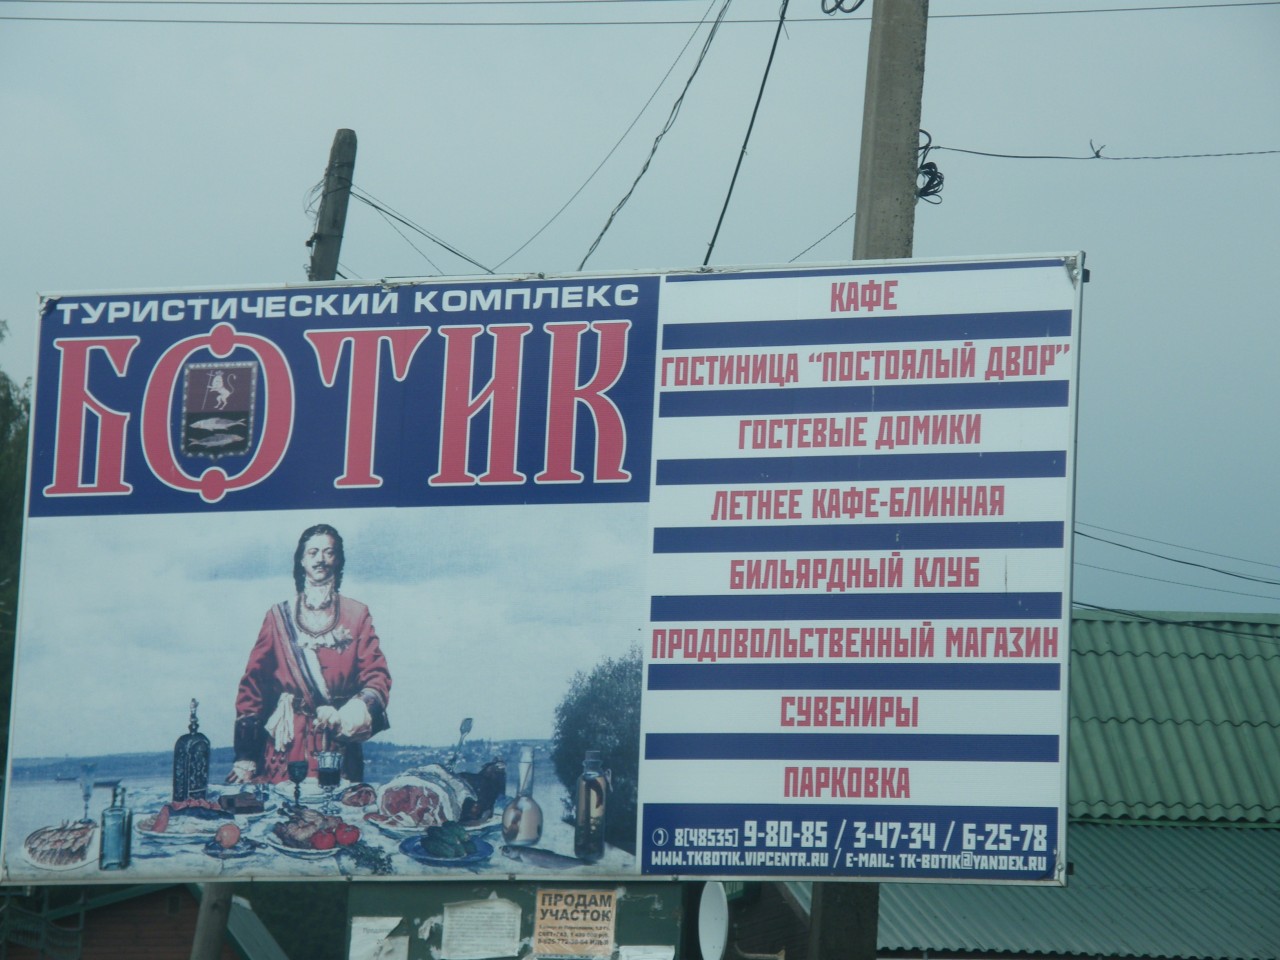 ТУРИСТИЧЕСКИЙ КОМПЛЕКС
БОТИК
КАФЕ
ГОСТИНИЦА "ПОСТОЯЛЫЙ ДВОР"
ГОСТЕВЫЕ ДОМИКИ
ЛЕТНЕЕ КАФЕ-БЛИННАЯ
БИЛЬЯРДНЫЙ КЛУБ
ПРОДОВОЛЬСТВЕННЫЙ МАГАЗИН
СУВЕНИРЫ
ПАРКОВКА
8(48535) 9-80-85 / 3-47-34 / 6-25-78
WWW.TKBOTIK.VIPCENTR.RU / E-MAIL: TK-BOTIK@YANDEX.RU
ПРОДАМ
УЧАСТОК